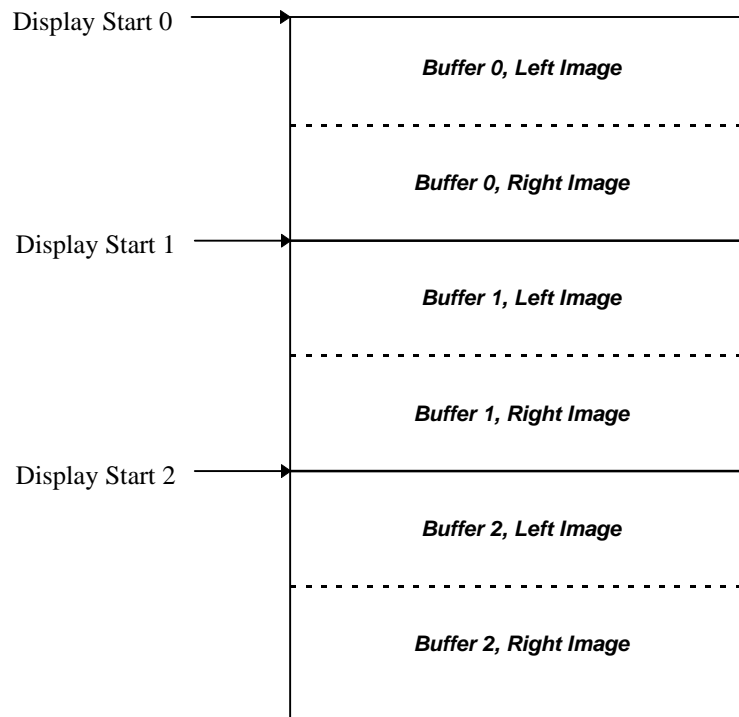 Display Start 0
Buffer 0, Left Image
Buffer 0, Right Image
Display Start 1
Buffer 1, Left Image
Buffer 1, Right Image
Display Start 2
Buffer 2, Left Image
Buffer 2, Right Image